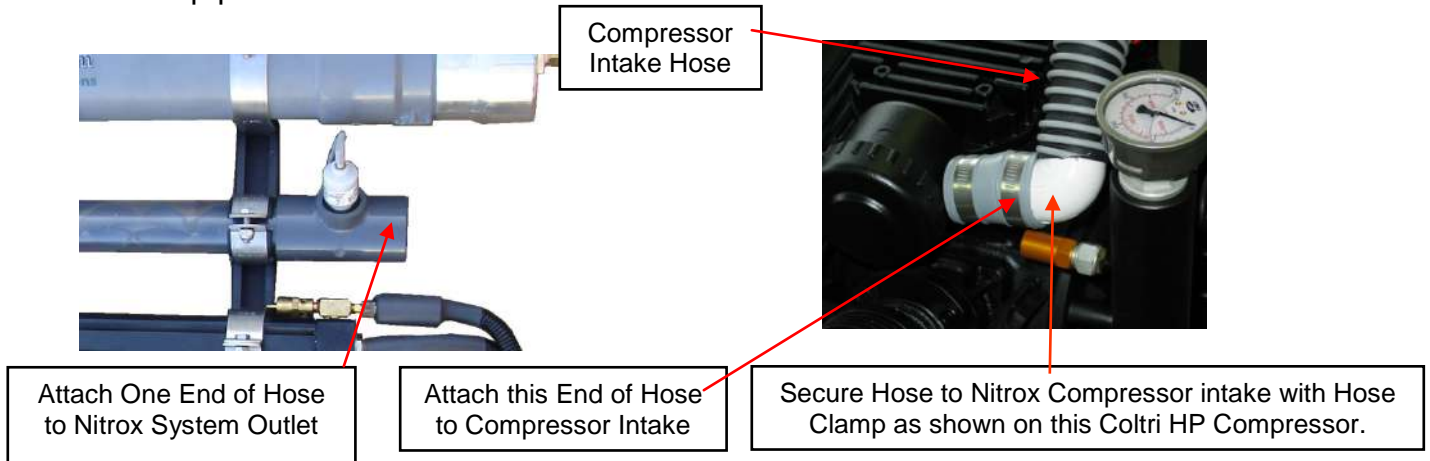 Compressor
Intake Hose
Attach One End of Hose
to Nitrox System Outlet
Attach this End of Hose
to Compressor Intake
Secure Hose to Nitrox Compressor intake with Hose
Clamp as shown on this Coltri HP Compressor.